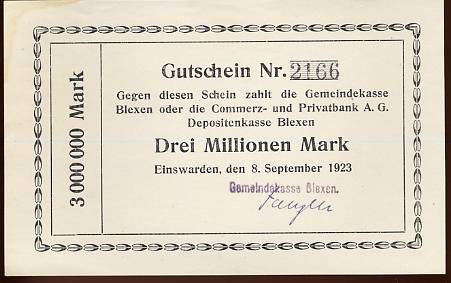 3 000 000 Mark
Gutschein Nr. 2166
Gegen diesen Schein zahlt die Gemeindekasse
Blexen oder die Commerz- und Privatbank A. G.
Depositenkasse Blexen
Drei Millionen Mark
Einswarden, den 8. September 1923
Gemeindekasse Blexen.